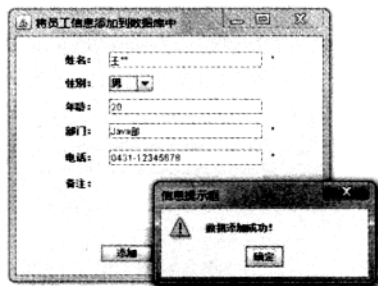 将员工信息添加到数据库中
姓名： 王** *
性别： 男
年龄： 20
部门： Java部 *
电话： 0431-12345678 *
备注：
信息提示框
数据添加成功！
添加
确定